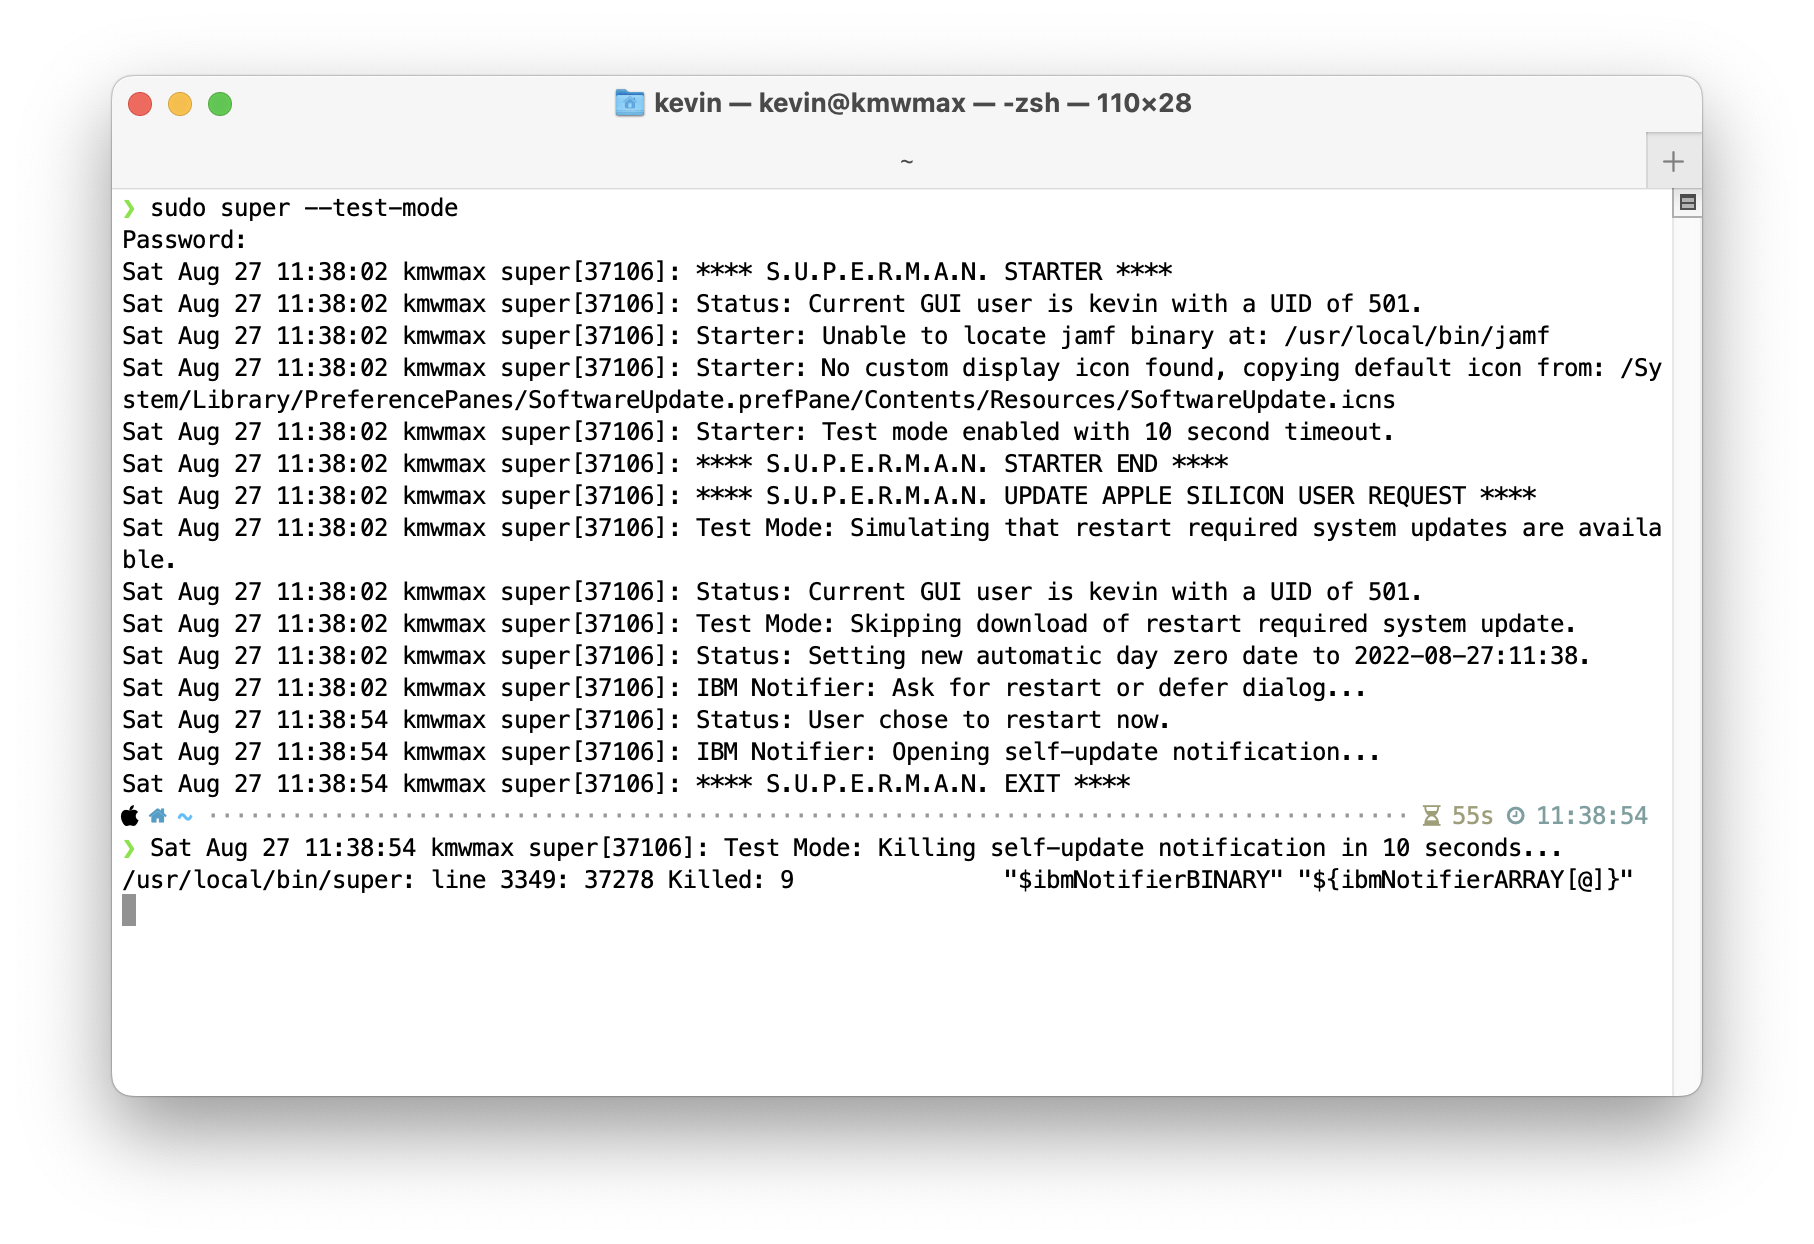 kevin — kevin@kmwmax — -zsh — 110×28
~
❯ sudo super --test-mode
Password:
Sat Aug 27 11:38:02 kmwmax super[37106]: **** S.U.P.E.R.M.A.N. STARTER ****
Sat Aug 27 11:38:02 kmwmax super[37106]: Status: Current GUI user is kevin with a UID of 501.
Sat Aug 27 11:38:02 kmwmax super[37106]: Starter: Unable to locate jamf binary at: /usr/local/bin/jamf
Sat Aug 27 11:38:02 kmwmax super[37106]: Starter: No custom display icon found, copying default icon from: /Sy
stem/Library/PreferencePanes/SoftwareUpdate.prefPane/Contents/Resources/SoftwareUpdate.icns
Sat Aug 27 11:38:02 kmwmax super[37106]: Starter: Test mode enabled with 10 second timeout.
Sat Aug 27 11:38:02 kmwmax super[37106]: **** S.U.P.E.R.M.A.N. STARTER END ****
Sat Aug 27 11:38:02 kmwmax super[37106]: **** S.U.P.E.R.M.A.N. UPDATE APPLE SILICON USER REQUEST ****
Sat Aug 27 11:38:02 kmwmax super[37106]: Test Mode: Simulating that restart required system updates are availa
ble.
Sat Aug 27 11:38:02 kmwmax super[37106]: Status: Current GUI user is kevin with a UID of 501.
Sat Aug 27 11:38:02 kmwmax super[37106]: Test Mode: Skipping download of restart required system update.
Sat Aug 27 11:38:02 kmwmax super[37106]: Status: Setting new automatic day zero date to 2022-08-27:11:38.
Sat Aug 27 11:38:02 kmwmax super[37106]: IBM Notifier: Ask for restart or defer dialog...
Sat Aug 27 11:38:54 kmwmax super[37106]: Status: User chose to restart now.
Sat Aug 27 11:38:54 kmwmax super[37106]: IBM Notifier: Opening self-update notification...
Sat Aug 27 11:38:54 kmwmax super[37106]: **** S.U.P.E.R.M.A.N. EXIT ****
~ 55s 11:38:54
❯ Sat Aug 27 11:38:54 kmwmax super[37106]: Test Mode: Killing self-update notification in 10 seconds...
/usr/local/bin/super: line 3349: 37278 Killed: 9               "$ibmNotifierBINARY" "${ibmNotifierARRAY[@]}"